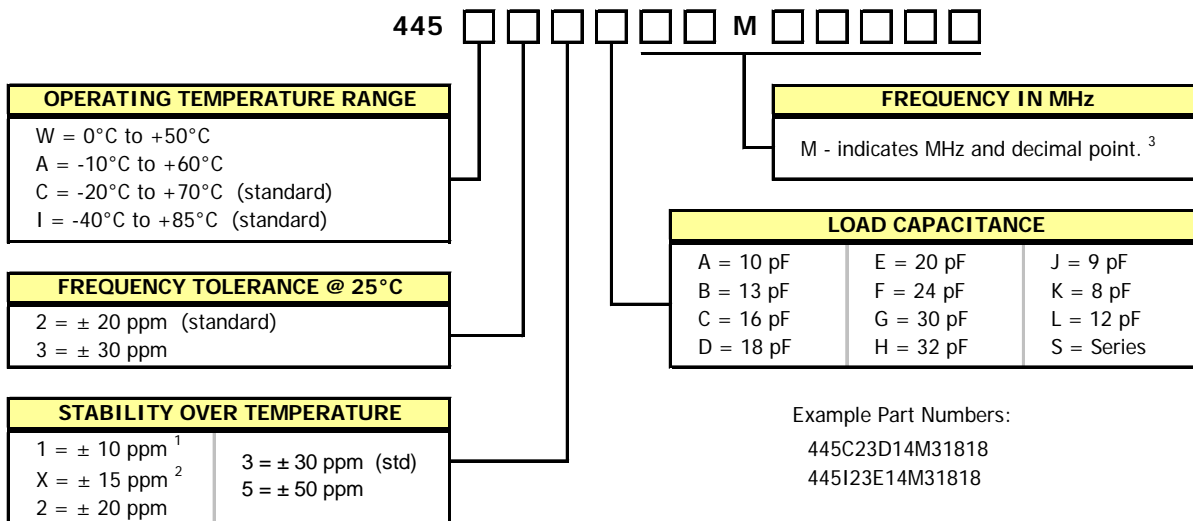 445 M
OPERATING TEMPERATURE RANGE
W = 0°C to +50°C
A = -10°C to +60°C
C = -20°C to +70°C (standard)
I = -40°C to +85°C (standard)
FREQUENCY TOLERANCE @ 25°C
2 = ± 20 ppm (standard)
3 = ± 30 ppm
STABILITY OVER TEMPERATURE
1 = ± 10 ppm 1
X = ± 15 ppm 2
2 = ± 20 ppm
3 = ± 30 ppm (std)
5 = ± 50 ppm
FREQUENCY IN MHz
M - indicates MHz and decimal point. 3
LOAD CAPACITANCE
A = 10 pF
B = 13 pF
C = 16 pF
D = 18 pF
E = 20 pF
F = 24 pF
G = 30 pF
H = 32 pF
J = 9 pF
K = 8 pF
L = 12 pF
S = Series
Example Part Numbers:
445C23D14M31818
445I23E14M31818